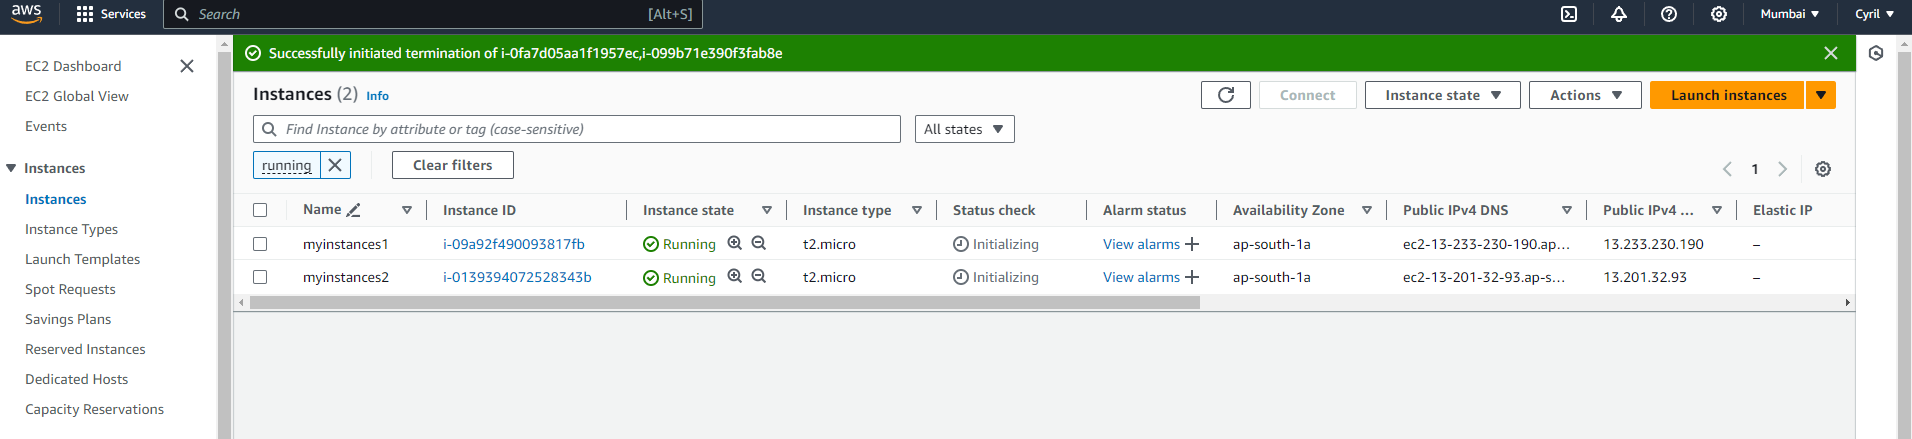 aws Services Search [Alt+S] Mumbai Cyril
EC2 Dashboard
EC2 Global View
Events
Instances
Instances
Instance Types
Launch Templates
Spot Requests
Savings Plans
Reserved Instances
Dedicated Hosts
Capacity Reservations
Successfully initiated termination of i-0fa7d05aa1f1957ec,i-099b71e390f3fab8e
Instances (2) Info Connect Instance state Actions Launch instances
Find Instance by attribute or tag (case-sensitive) All states
running Clear filters
1
Name Instance ID Instance state Instance type Status check Alarm status Availability Zone Public IPv4 DNS Public IPv4 ... Elastic IP
myinstances1 i-09a92f490093817fb Running t2.micro Initializing View alarms + ap-south-1a ec2-13-233-230-190.ap... 13.233.230.190 –
myinstances2 i-0139394072528343b Running t2.micro Initializing View alarms + ap-south-1a ec2-13-201-32-93.ap-s... 13.201.32.93 –